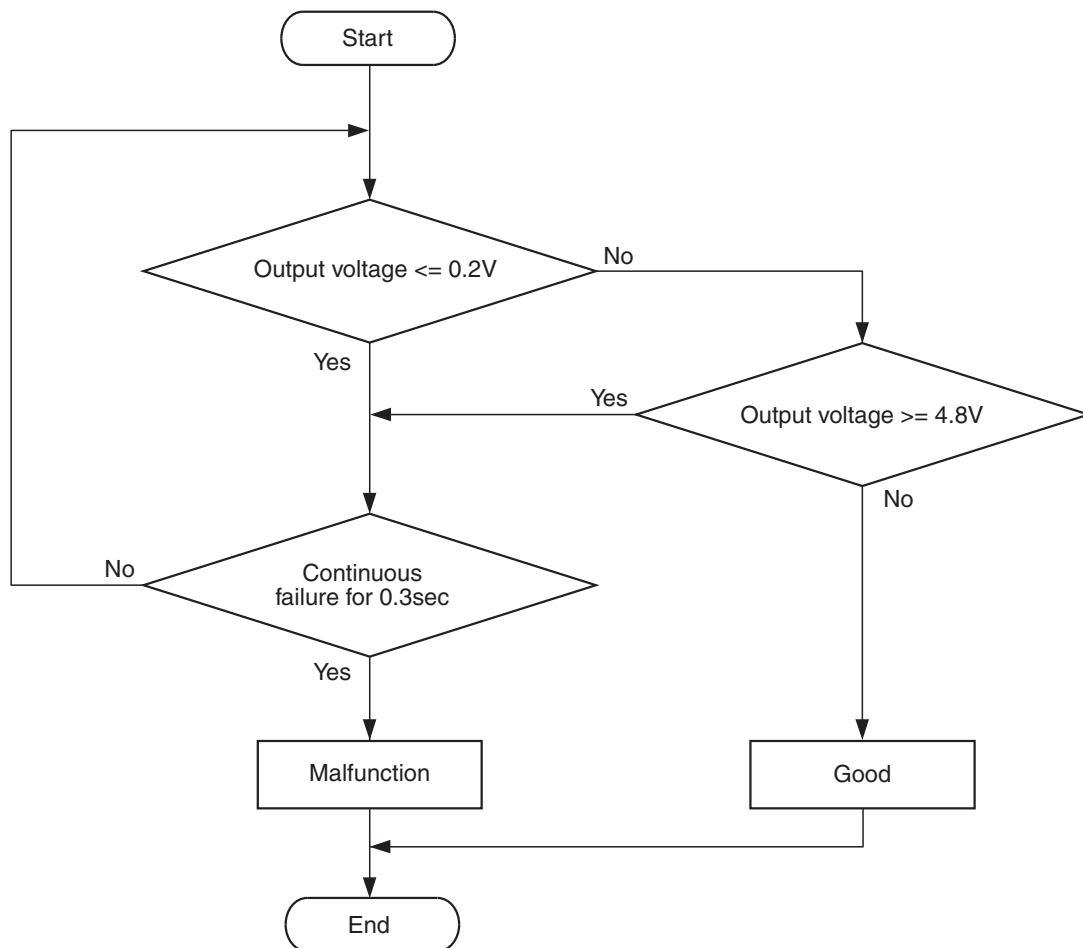 Start
Output voltage <= 0.2V
No
Yes
Yes
Output voltage >= 4.8V
No
No
Continuous
failure for 0.3sec
Yes
Malfunction
Good
End